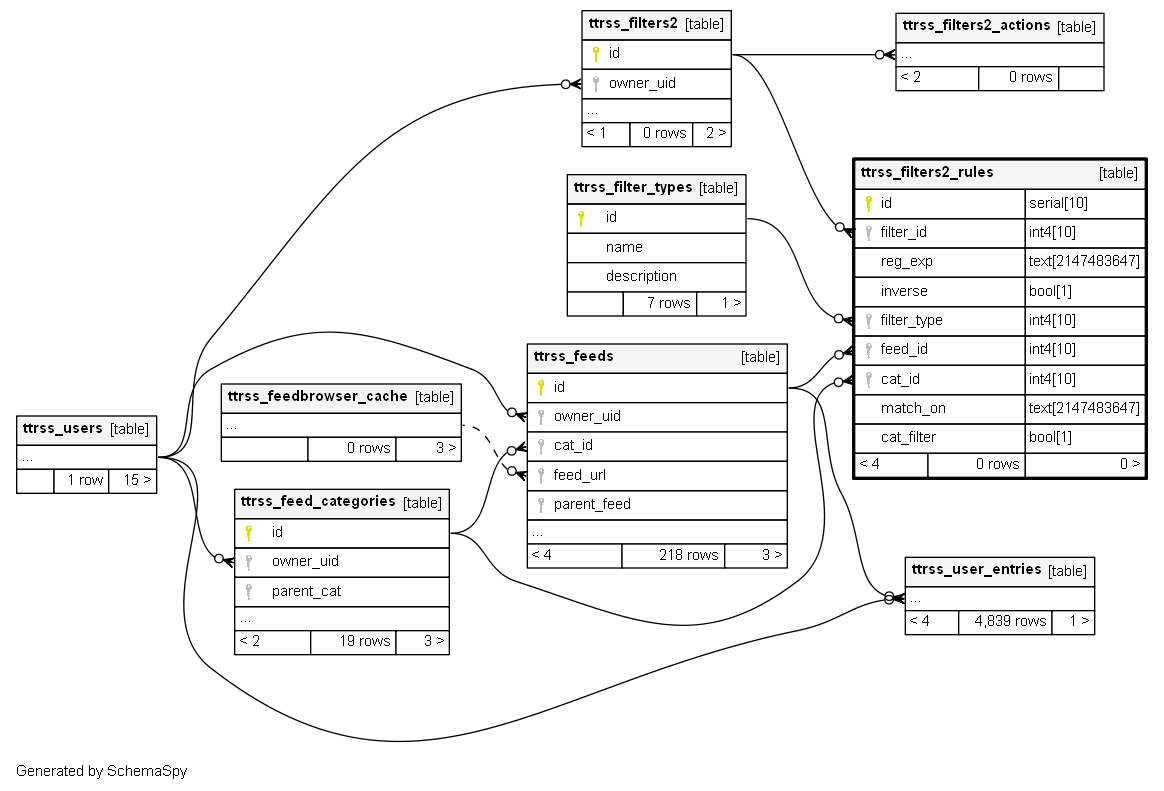 ttrss_filters2 [table]
id
owner_uid
...
< 1 0 rows 2 >
ttrss_filters2_actions [table]
...
< 2 0 rows
ttrss_filter_types [table]
id
name
description
7 rows 1 >
ttrss_filters2_rules [table]
id serial[10]
filter_id int4[10]
reg_exp text[2147483647]
inverse bool[1]
filter_type int4[10]
feed_id int4[10]
cat_id int4[10]
match_on text[2147483647]
cat_filter bool[1]
< 4 0 rows 0 >
ttrss_feeds [table]
id
owner_uid
cat_id
feed_url
parent_feed
...
< 4 218 rows 3 >
ttrss_feedbrowser_cache [table]
...
0 rows 3 >
ttrss_users [table]
...
1 row 15 >
ttrss_feed_categories [table]
id
owner_uid
parent_cat
...
< 2 19 rows 3 >
ttrss_user_entries [table]
...
< 4 4,839 rows 1 >
Generated by SchemaSpy